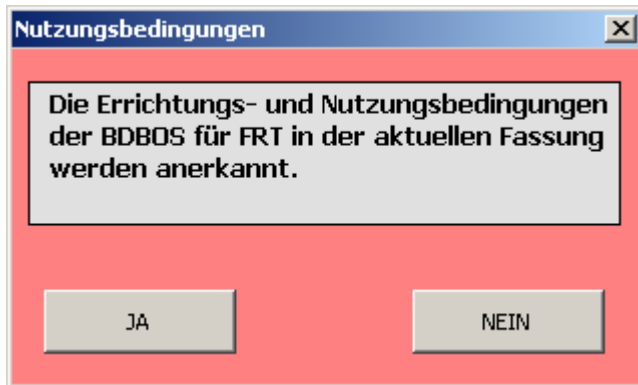 Nutzungsbedingungen
Die Errichtungs- und Nutzungsbedingungen
der BDBOS für FRT in der aktuellen Fassung
werden anerkannt.
JA
NEIN